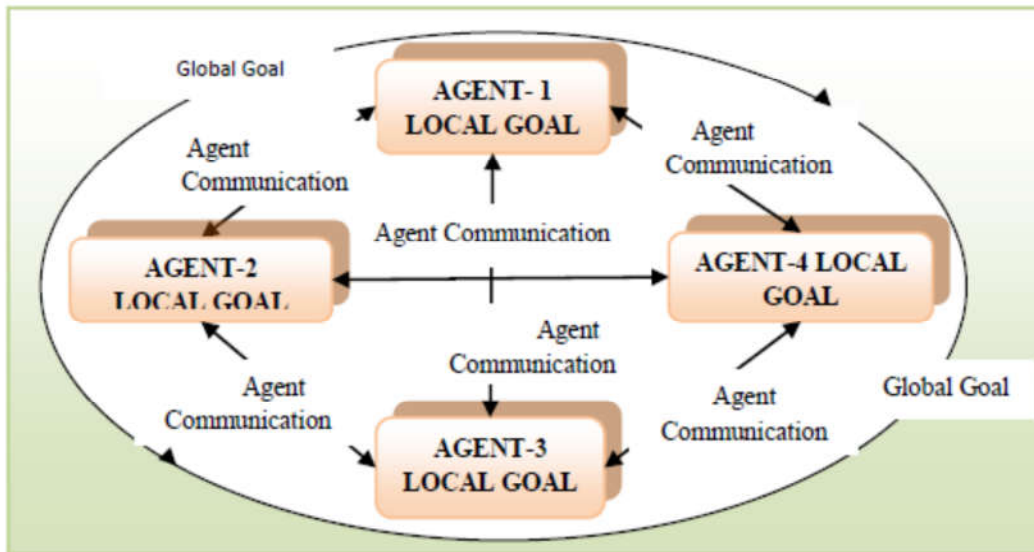 Global Goal
AGENT- 1
LOCAL GOAL
Agent
Communication
Agent
Communication
Agent Communication
AGENT-2
LOCAL GOAL
AGENT-4 LOCAL
GOAL
Agent
Communication
Agent
Communication
Agent
Communication
Global Goal
AGENT-3
LOCAL GOAL